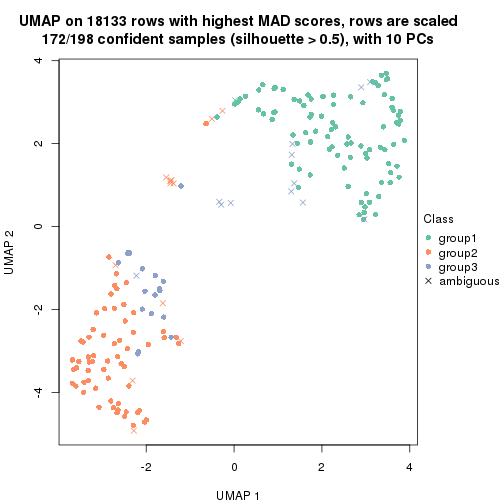 UMAP on 18133 rows with highest MAD scores, rows are scaled
172/198 confident samples (silhouette > 0.5), with 10 PCs
4
2
0
-2
-4
UMAP 2
-2
0
2
4
UMAP 1
Class
group1
group2
group3
ambiguous